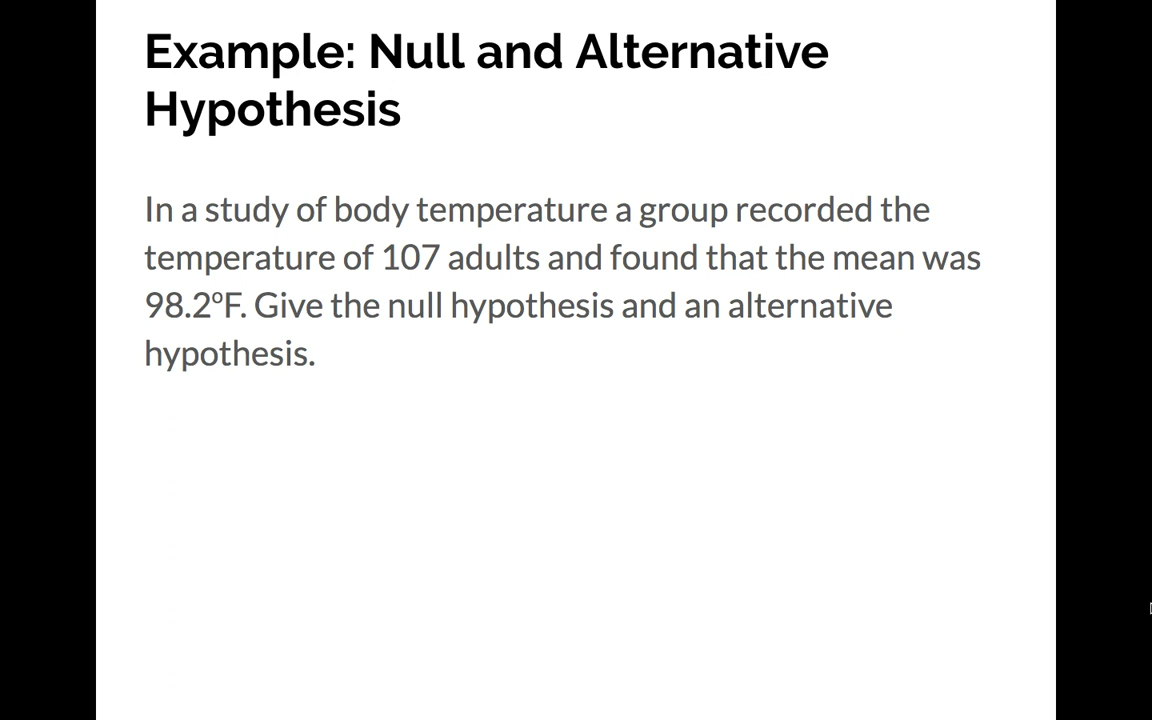 Example: Null and Alternative
Hypothesis
In a study of body temperature a group recorded the
temperature of 107 adults and found that the mean was
98.2ºF. Give the null hypothesis and an alternative
hypothesis.